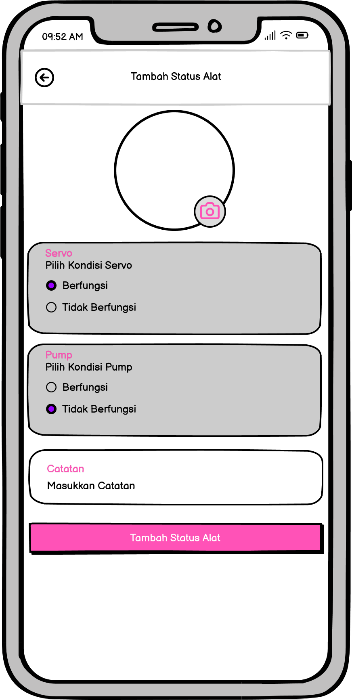 09:52 AM
Tambah Status Alat
Servo
Pilih Kondisi Servo
Berfungsi
Tidak Berfungsi
Pump
Pilih Kondisi Pump
Berfungsi
Tidak Berfungsi
Catatan
Masukkan Catatan
Tambah Status Alat